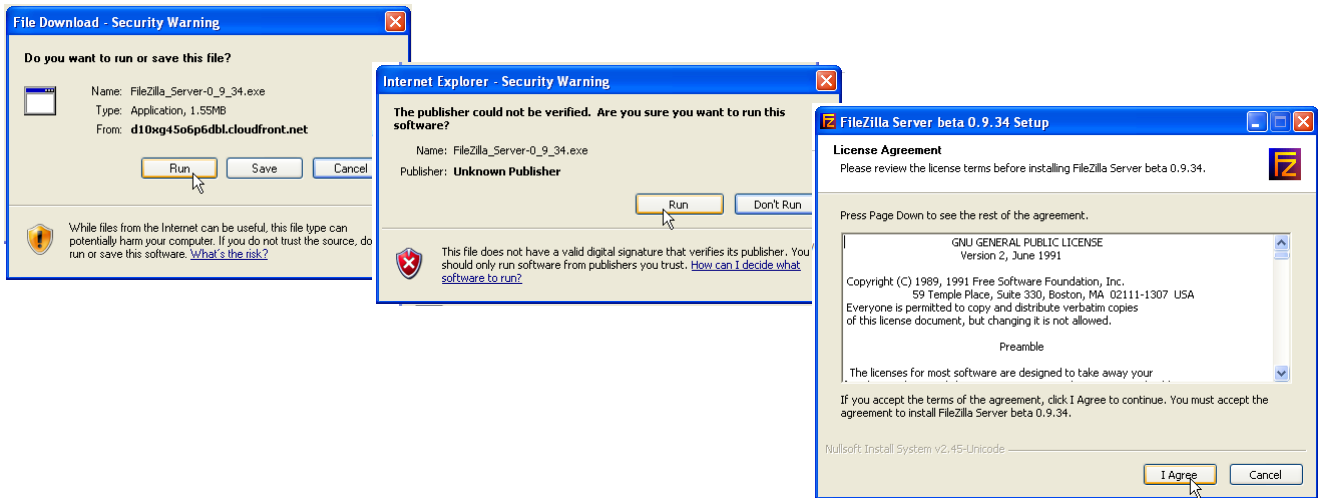 File Download - Security Warning
Do you want to run or save this file?
Name: FileZilla_Server-0_9_34.exe
Type: Application, 1.55MB
From: d10xg45o6p6dbl.cloudfront.net
Run
Save
Cancel
While files from the Internet can be useful, this file type can
potentially harm your computer. If you do not trust the source, do
run or save this software. What's the risk?
Internet Explorer - Security Warning
The publisher could not be verified. Are you sure you want to run this
software?
Name: FileZilla_Server-0_9_34.exe
Publisher: Unknown Publisher
Run
Don't Run
This file does not have a valid digital signature that verifies its publisher. You
should only run software from publishers you trust. How can I decide what
software to run?
FileZilla Server beta 0.9.34 Setup
License Agreement
Please review the license terms before installing FileZilla Server beta 0.9.34.
Press Page Down to see the rest of the agreement.
GNU GENERAL PUBLIC LICENSE
Version 2, June 1991
Copyright (C) 1989, 1991 Free Software Foundation, Inc.
59 Temple Place, Suite 330, Boston, MA 02111-1307 USA
Everyone is permitted to copy and distribute verbatim copies
of this license document, but changing it is not allowed.
Preamble
The licenses for most software are designed to take away your
If you accept the terms of the agreement, click I Agree to continue. You must accept the
agreement to install FileZilla Server beta 0.9.34.
Nullsoft Install System v2.45-Unicode
I Agree
Cancel